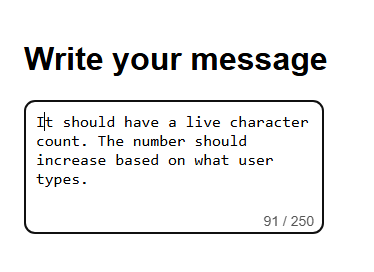 Write your message
It should have a live character
count. The number should
increase based on what user
types.
91 / 250